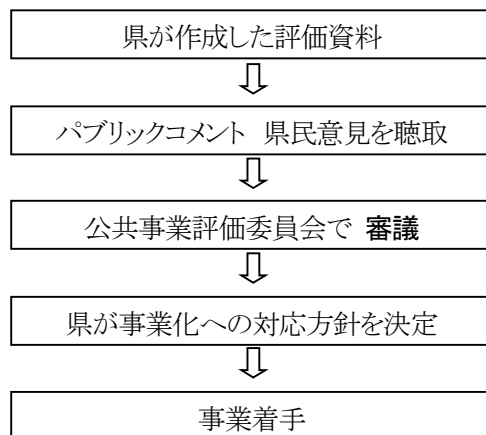 県が作成した評価資料
パブリックコメント 県民意見を聴取
公共事業評価委員会で 審議
県が事業化への対応方針を決定
事業着手